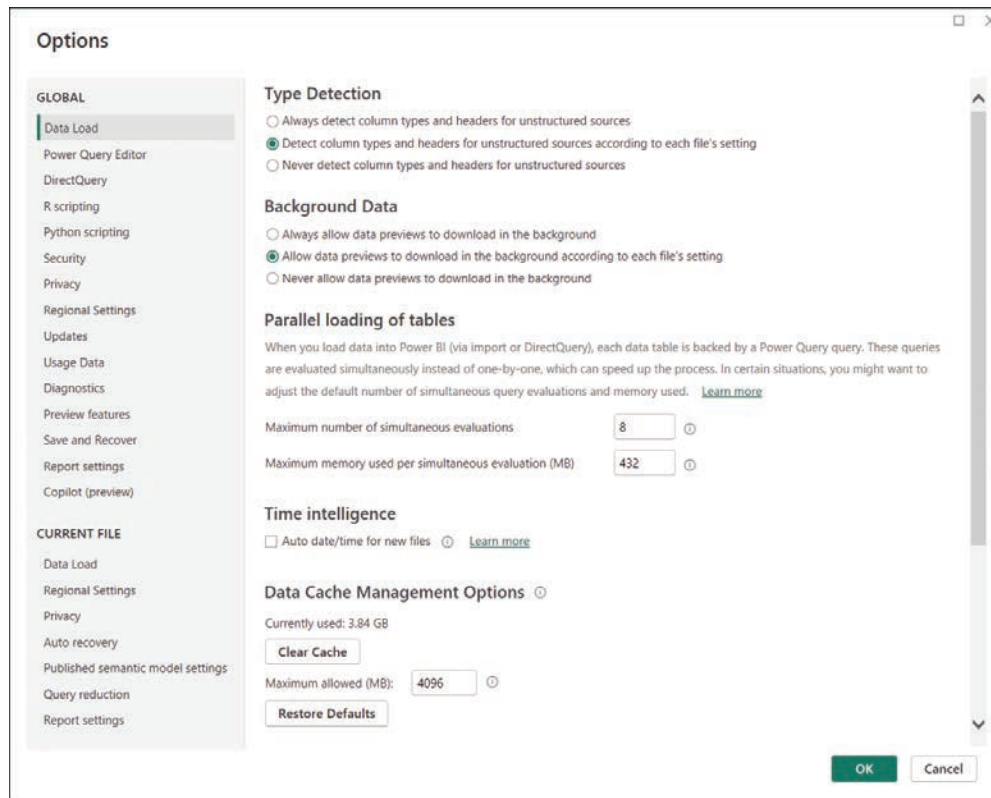 Options
GLOBAL
Data Load
Power Query Editor
DirectQuery
R scripting
Python scripting
Security
Privacy
Regional Settings
Updates
Usage Data
Diagnostics
Preview features
Save and Recover
Report settings
Copilot (preview)
CURRENT FILE
Data Load
Regional Settings
Privacy
Auto recovery
Published semantic model settings
Query reduction
Report settings
Type Detection
Always detect column types and headers for unstructured sources
Detect column types and headers for unstructured sources according to each file's setting
Never detect column types and headers for unstructured sources
Background Data
Always allow data previews to download in the background
Allow data previews to download in the background according to each file's setting
Never allow data previews to download in the background
Parallel loading of tables
When you load data into Power BI (via import or DirectQuery), each data table is backed by a Power Query query. These queries
are evaluated simultaneously instead of one-by-one, which can speed up the process. In certain situations, you might want to
adjust the default number of simultaneous query evaluations and memory used. Learn more
Maximum number of simultaneous evaluations 8
Maximum memory used per simultaneous evaluation (MB) 432
Time intelligence
Auto date/time for new files Learn more
Data Cache Management Options
Currently used: 3.84 GB
Clear Cache
Maximum allowed (MB): 4096
Restore Defaults
OK Cancel